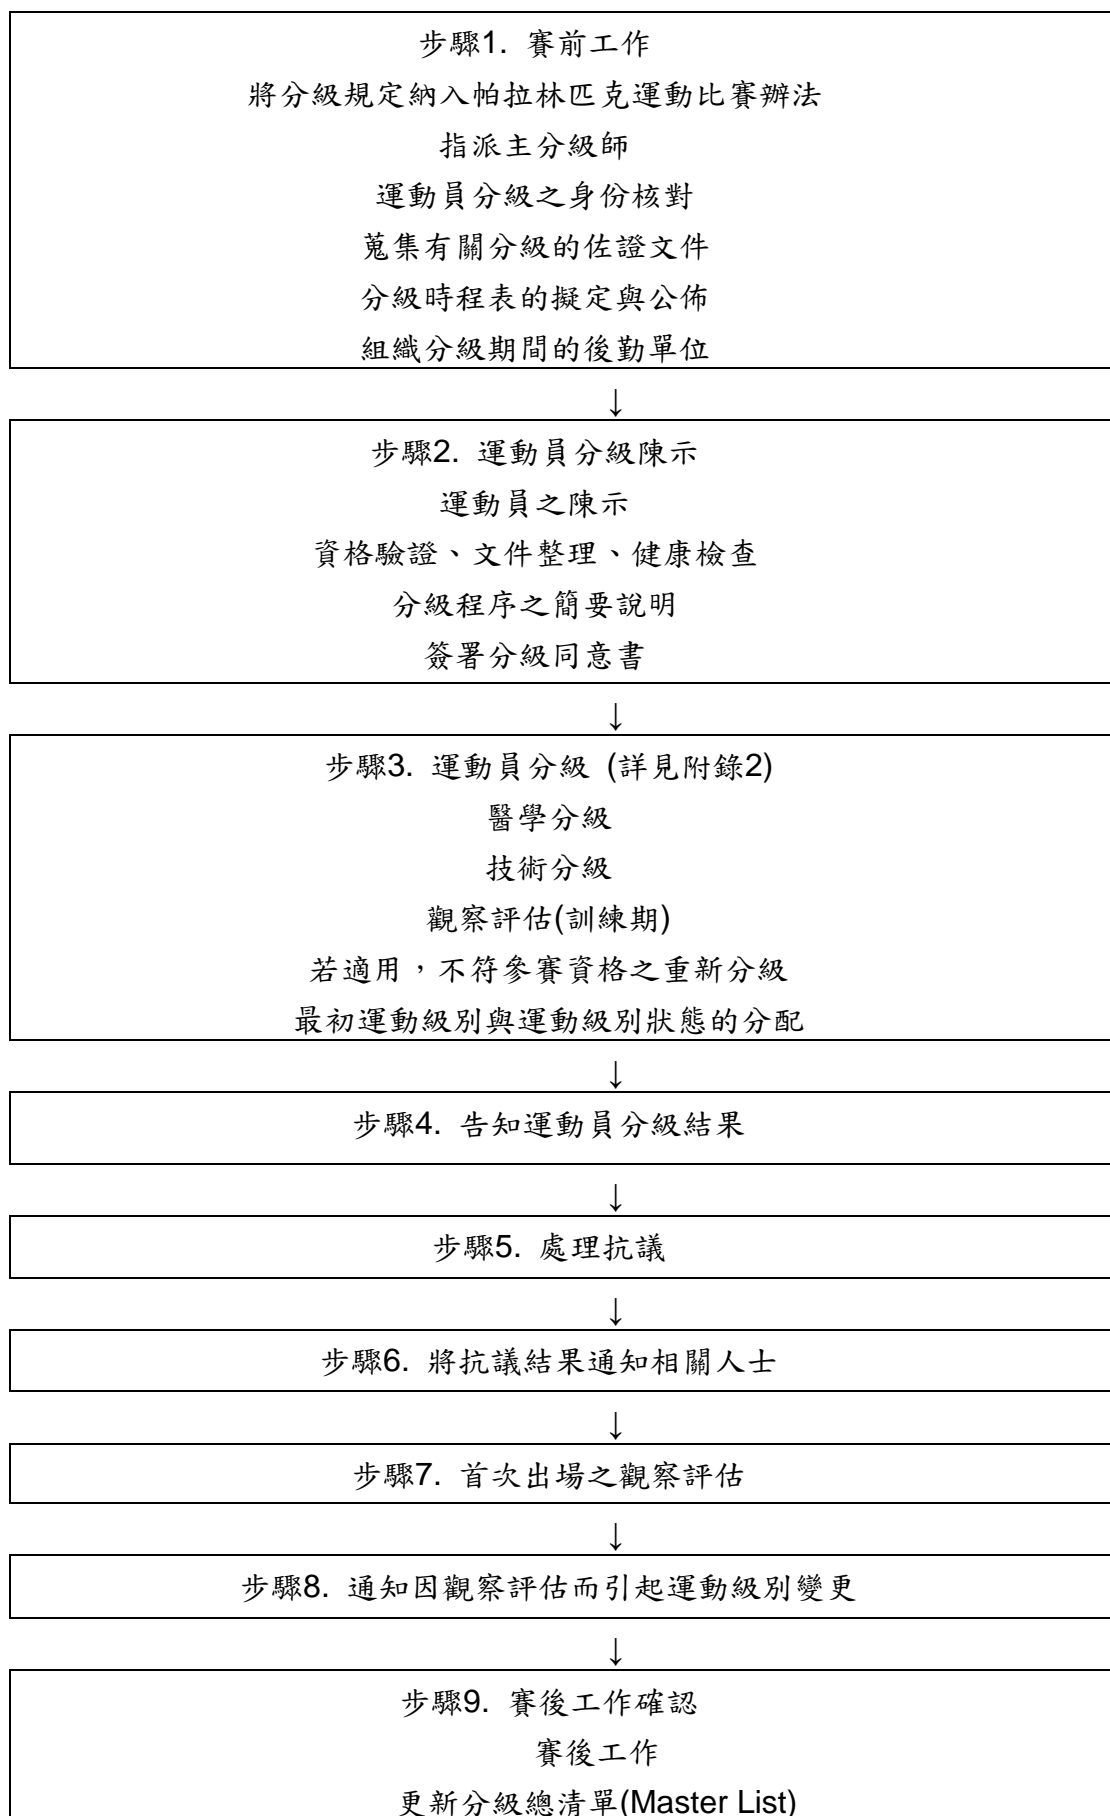 步驟1. 賽前工作
將分級規定納入帕拉林匹克運動比賽辦法
指派主分級師
運動員分級之身份核對
蒐集有關分級的佐證文件
分級時程表的擬定與公佈
組織分級期間的後勤單位
↓
步驟2. 運動員分級陳示
運動員之陳示
資格驗證、文件整理、健康檢查
分級程序之簡要說明
簽署分級同意書
↓
步驟3. 運動員分級 (詳見附錄2)
醫學分級
技術分級
觀察評估(訓練期)
若適用，不符參賽資格之重新分級
最初運動級別與運動級別狀態的分配
↓
步驟4. 告知運動員分級結果
↓
步驟5. 處理抗議
↓
步驟6. 將抗議結果通知相關人士
↓
步驟7. 首次出場之觀察評估
↓
步驟8. 通知因觀察評估而引起運動級別變更
↓
步驟9. 賽後工作確認
賽後工作
更新分級總清單(Master List)